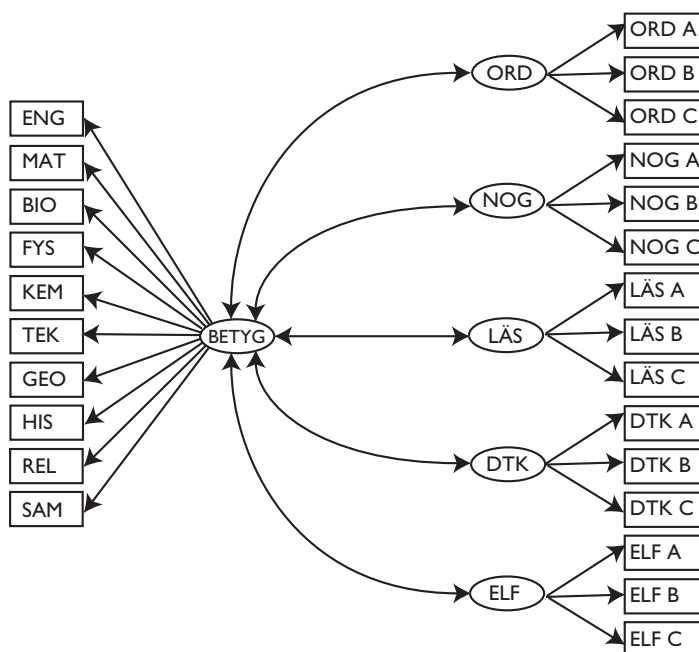 ENG
MAT
BIO
FYS
KEM
TEK
GEO
HIS
REL
SAM
BETYG
ORD
NOG
LÄS
DTK
ELF
ORD A
ORD B
ORD C
NOG A
NOG B
NOG C
LÄS A
LÄS B
LÄS C
DTK A
DTK B
DTK C
ELF A
ELF B
ELF C